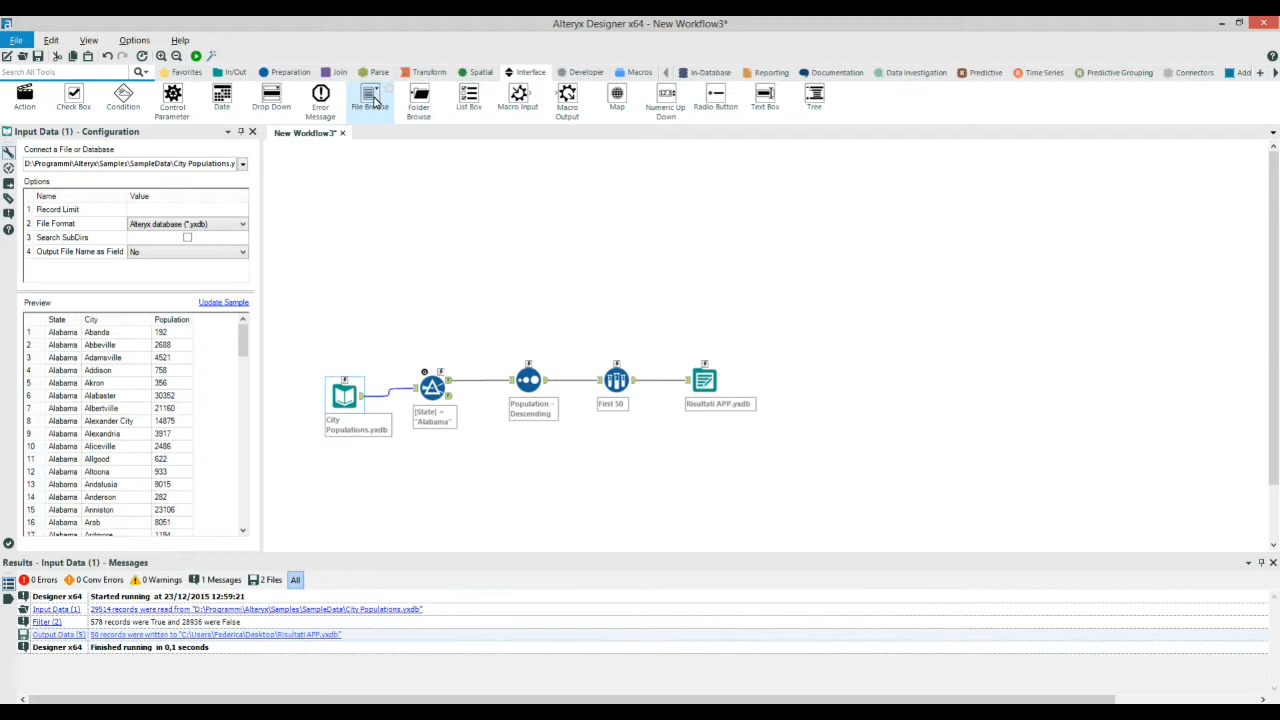 Alteryx Designer x64 - New Workflow3*
File Edit View Options Help
Search All Tools Favorites In/Out Preparation Join Parse Transform Spatial Interface Developer Macros In-Database Reporting Documentation Data Investigation Predictive Time Series Predictive Grouping Connectors Add
Action Check Box Condition Control Parameter Date Drop Down Error Message File Browse Folder Browse List Box Macro Input Macro Output Map Numeric Up Down Radio Button Text Box Tree
Input Data (1) - Configuration
New Workflow3*
Connect a File or Database
D:\Programmi\Alteryx\Samples\SampleData\City Populations.y
Options
Name Value
1 Record Limit
2 File Format Alteryx database (*.yxdb)
3 Search SubDirs
4 Output File Name as Field No
Preview Update Sample
State City Population
1 Alabama Abanda 192
2 Alabama Abbeville 2688
3 Alabama Adamsville 4521
4 Alabama Addison 758
5 Alabama Akron 356
6 Alabama Alabaster 30352
7 Alabama Albertville 21160
8 Alabama Alexander City 14875
9 Alabama Alexandria 3917
10 Alabama Aliceville 2486
11 Alabama Allgood 622
12 Alabama Altoona 933
13 Alabama Andalusia 9015
14 Alabama Anderson 282
15 Alabama Anniston 23106
16 Alabama Arab 8051
17 Alabama Ardmore 1194
City
Populations.yxdb
[State] =
"Alabama"
Population -
Descending
First 50
Risultati APP.yxdb
Results - Input Data (1) - Messages
0 Errors 0 Conv Errors 0 Warnings 1 Messages 2 Files All
Designer x64 Started running at 23/12/2015 12:59:21
Input Data (1) 29514 records were read from "D:\Programmi\Alteryx\Samples\SampleData\City Populations.yxdb"
Filter (2) 578 records were True and 28936 were False
Output Data (5) 50 records were written to "C:\Users\Federica\Desktop\Risultati APP.yxdb"
Designer x64 Finished running in 0,1 seconds